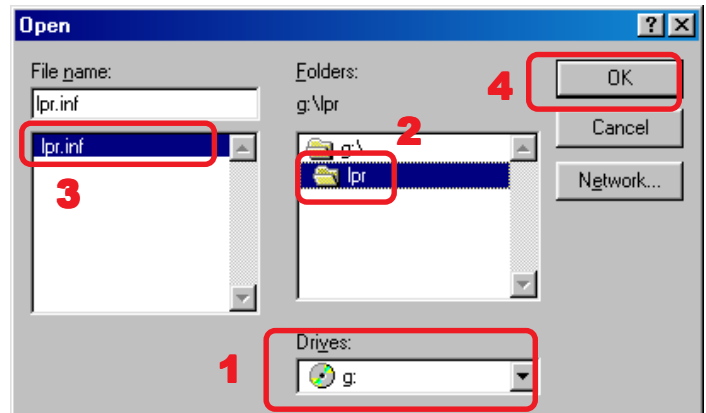 Open
File name:
Folders:
4
OK
lpr.inf
g:\lpr
2
Cancel
lpr.inf
g:\
lpr
Network...
3
Drives:
1
g: